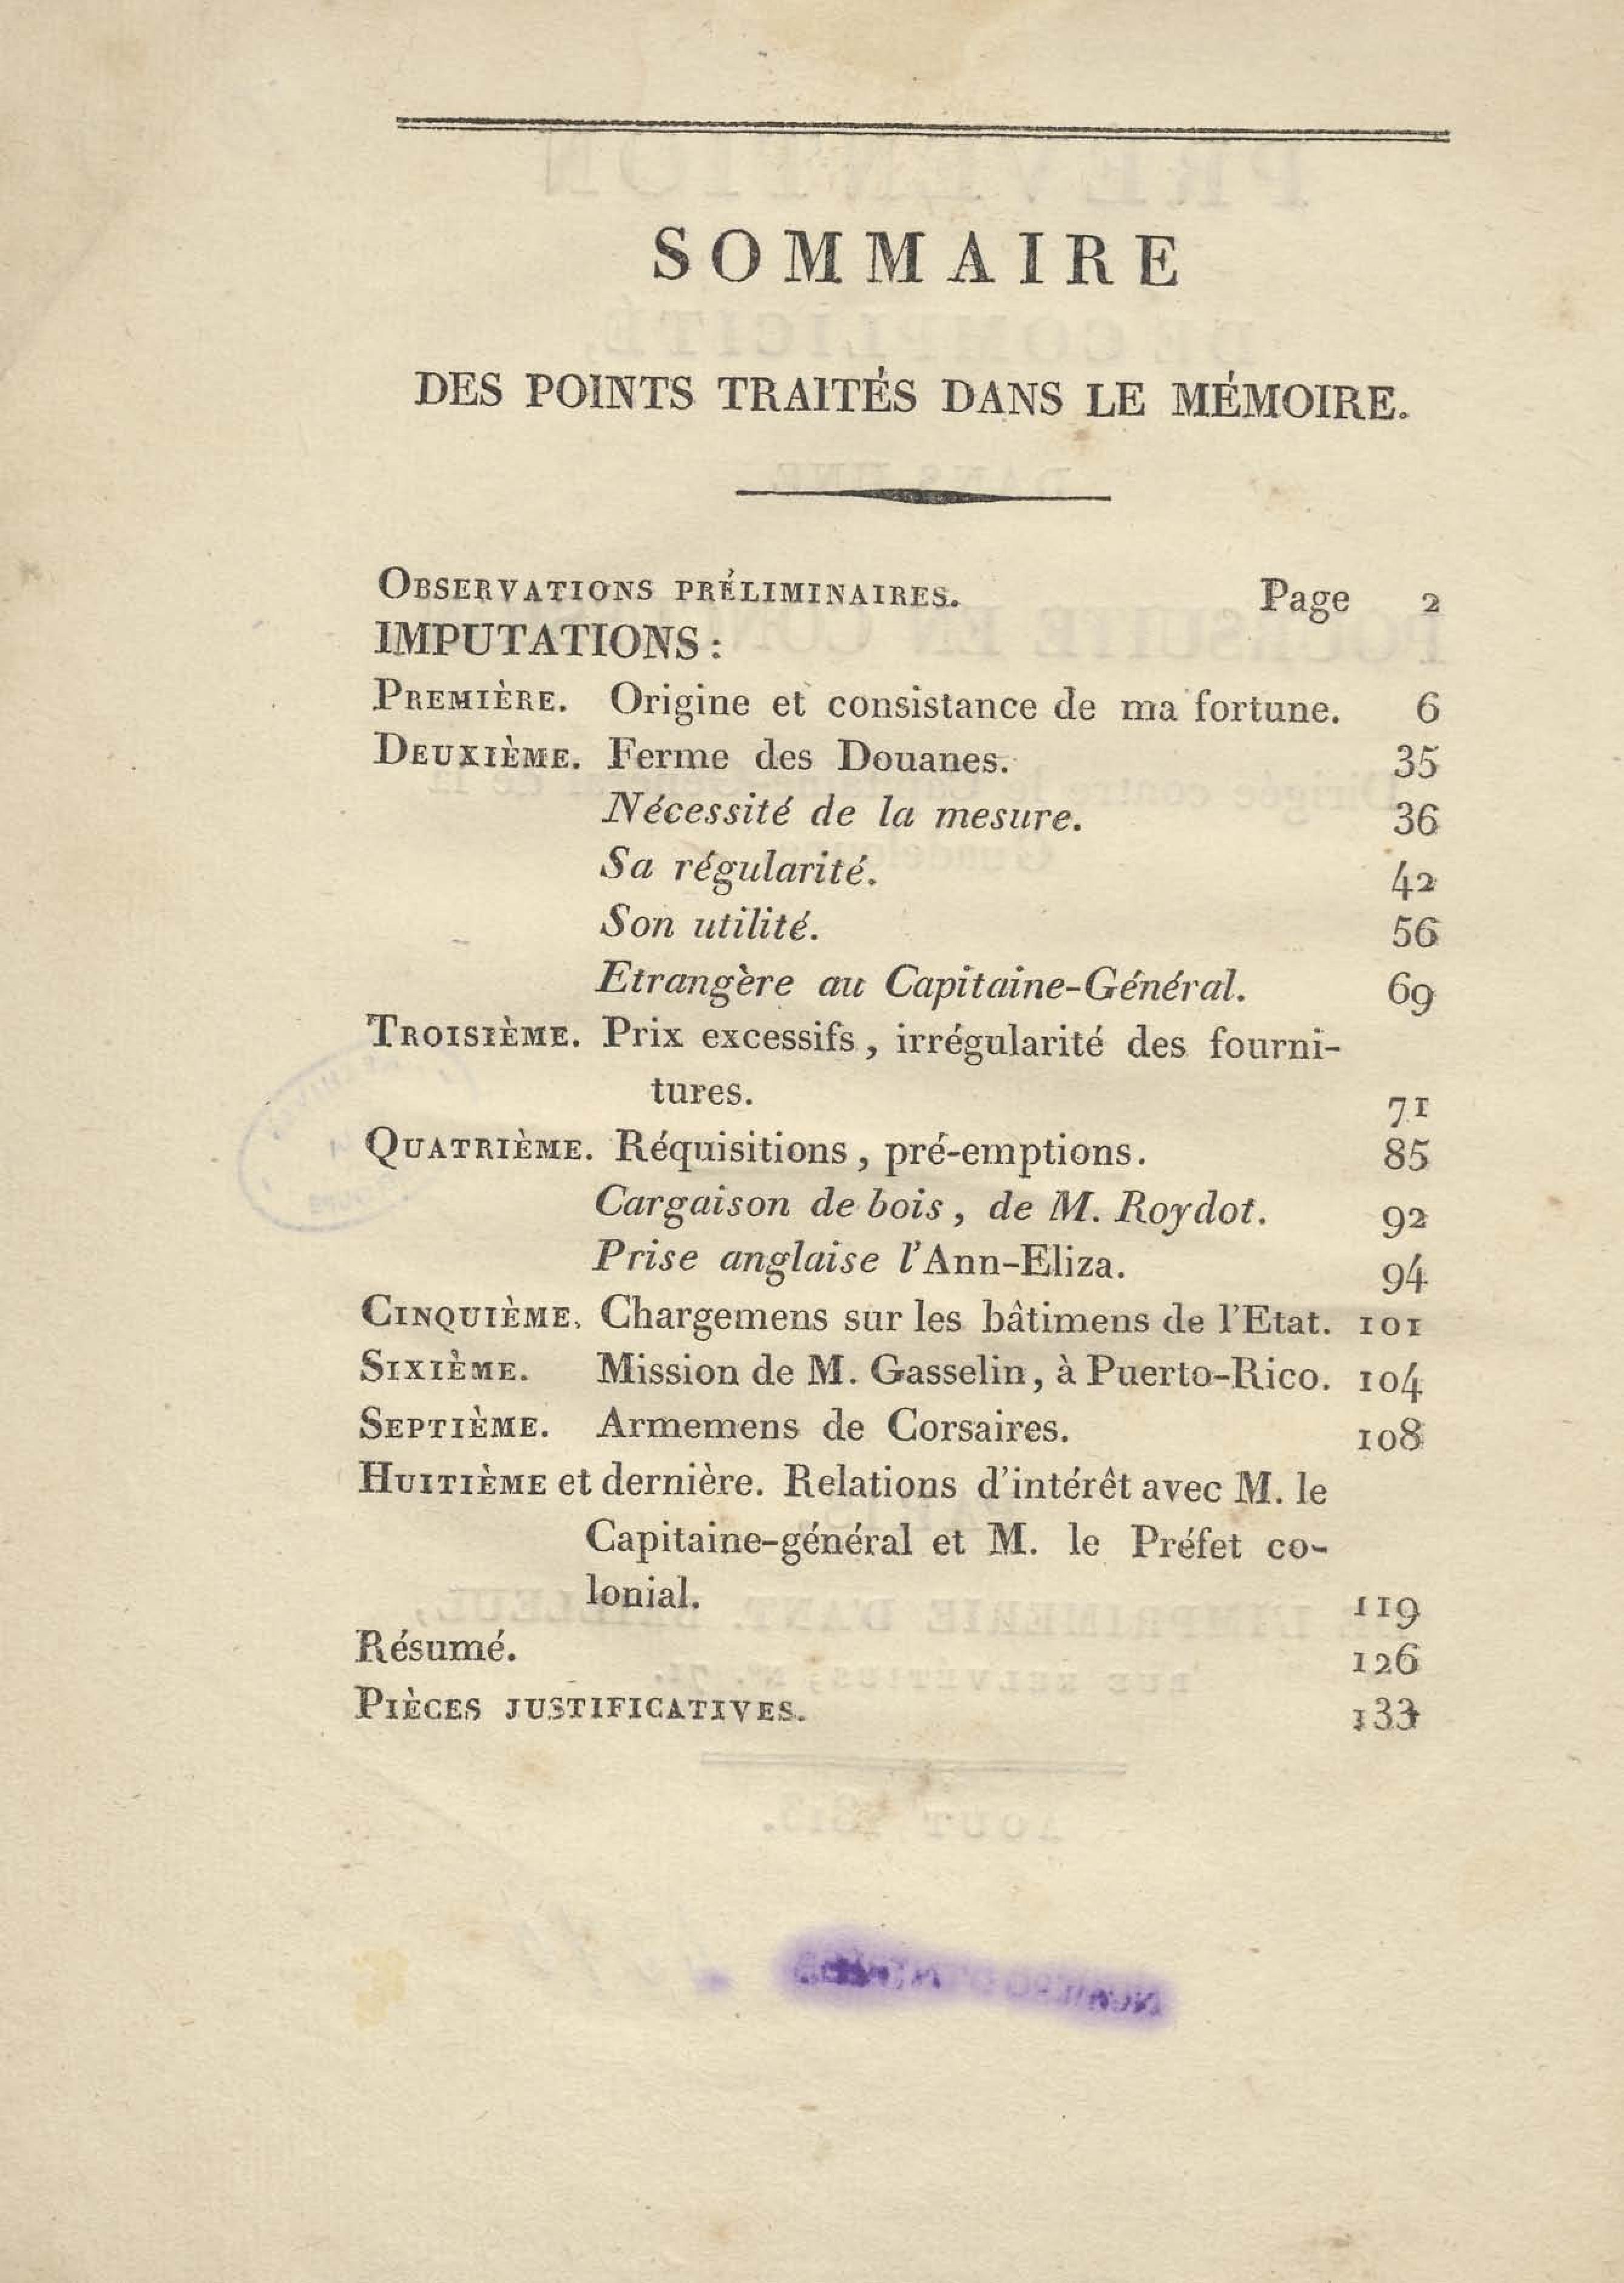 SOMMAIRE
DES POINTS TRAITÉS DANS LE MÉMOIRE.
OBSERVATIONS PRÉLIMINAIRES. Page 2
IMPUTATIONS :
PREMIÈRE. Origine et consistance de ma fortune. 6
DEUXIÈME. Ferme des Douanes. 35
Nécessité de la mesure. 36
Sa régularité. 42
Son utilité. 56
Etrangère au Capitaine-Général. 69
TROISIÈME. Prix excessifs, irrégularité des fourni-
tures. 71
QUATRIÈME. Réquisitions, pré-emptions. 85
Cargaison de bois, de M. Roydot. 92
Prise anglaise l'Ann-Eliza. 94
CINQUIÈME. Chargemens sur les bâtimens de l'Etat. 101
SIXIÈME. Mission de M. Gasselin, à Puerto-Rico. 104
SEPTIÈME. Armemens de Corsaires. 108
HUITIÈME et dernière. Relations d'intérêt avec M. le
Capitaine-général et M. le Préfet co-
lonial. 119
Résumé. 126
PIÈCES JUSTIFICATIVES. 133